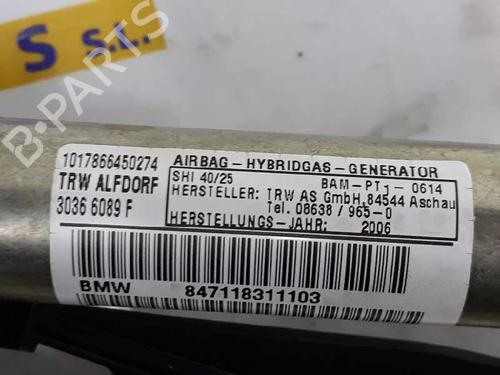 S S.L.
B-PARTS
1017866450274
TRW ALFDORF
3036 6089 F
AIRBAG-HYBRIDGAS-GENERATOR
SHI 40/25 BAM-PT1-0614
HERSTELLER: TRW AS GmbH, 84544 Aschau
Tel. 08638/965-0
HERSTELLUNGS-JAHR: 2006
BMW 847118311103